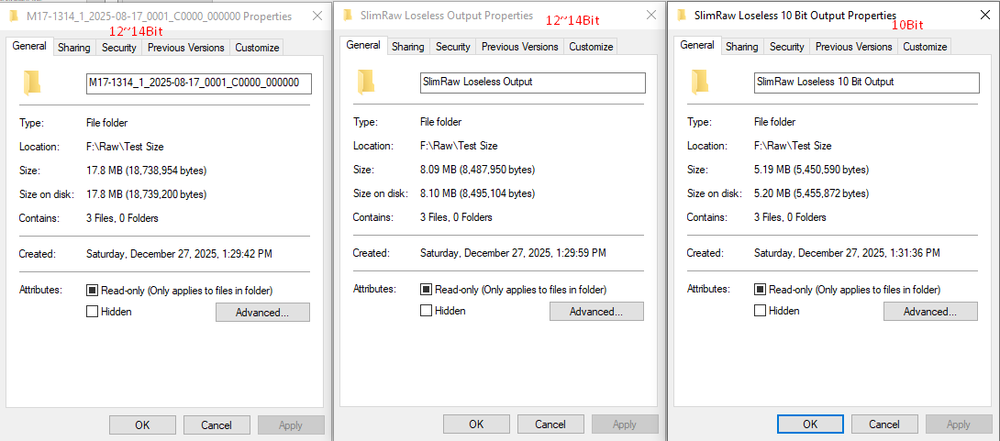 M17-1314_1_2025-08-17_0001_C0000_000000 Properties
12~14Bit
General Sharing Security Previous Versions Customize
M17-1314_1_2025-08-17_0001_C0000_000000
Type: File folder
Location: F:\Raw\Test Size
Size: 17.8 MB (18,738,954 bytes)
Size on disk: 17.8 MB (18,739,200 bytes)
Contains: 3 Files, 0 Folders
Created: Saturday, December 27, 2025, 1:29:42 PM
Attributes: Read-only (Only applies to files in folder)
Hidden Advanced...
OK Cancel Apply
SlimRaw Loseless Output Properties
12~14Bit
General Sharing Security Previous Versions Customize
SlimRaw Loseless Output
Type: File folder
Location: F:\Raw\Test Size
Size: 8.09 MB (8,487,950 bytes)
Size on disk: 8.10 MB (8,495,104 bytes)
Contains: 3 Files, 0 Folders
Created: Saturday, December 27, 2025, 1:29:59 PM
Attributes: Read-only (Only applies to files in folder)
Hidden Advanced...
OK Cancel Apply
SlimRaw Loseless 10 Bit Output Properties
10Bit
General Sharing Security Previous Versions Customize
SlimRaw Loseless 10 Bit Output
Type: File folder
Location: F:\Raw\Test Size
Size: 5.19 MB (5,450,590 bytes)
Size on disk: 5.20 MB (5,455,872 bytes)
Contains: 3 Files, 0 Folders
Created: Saturday, December 27, 2025, 1:31:36 PM
Attributes: Read-only (Only applies to files in folder)
Hidden Advanced...
OK Cancel Apply